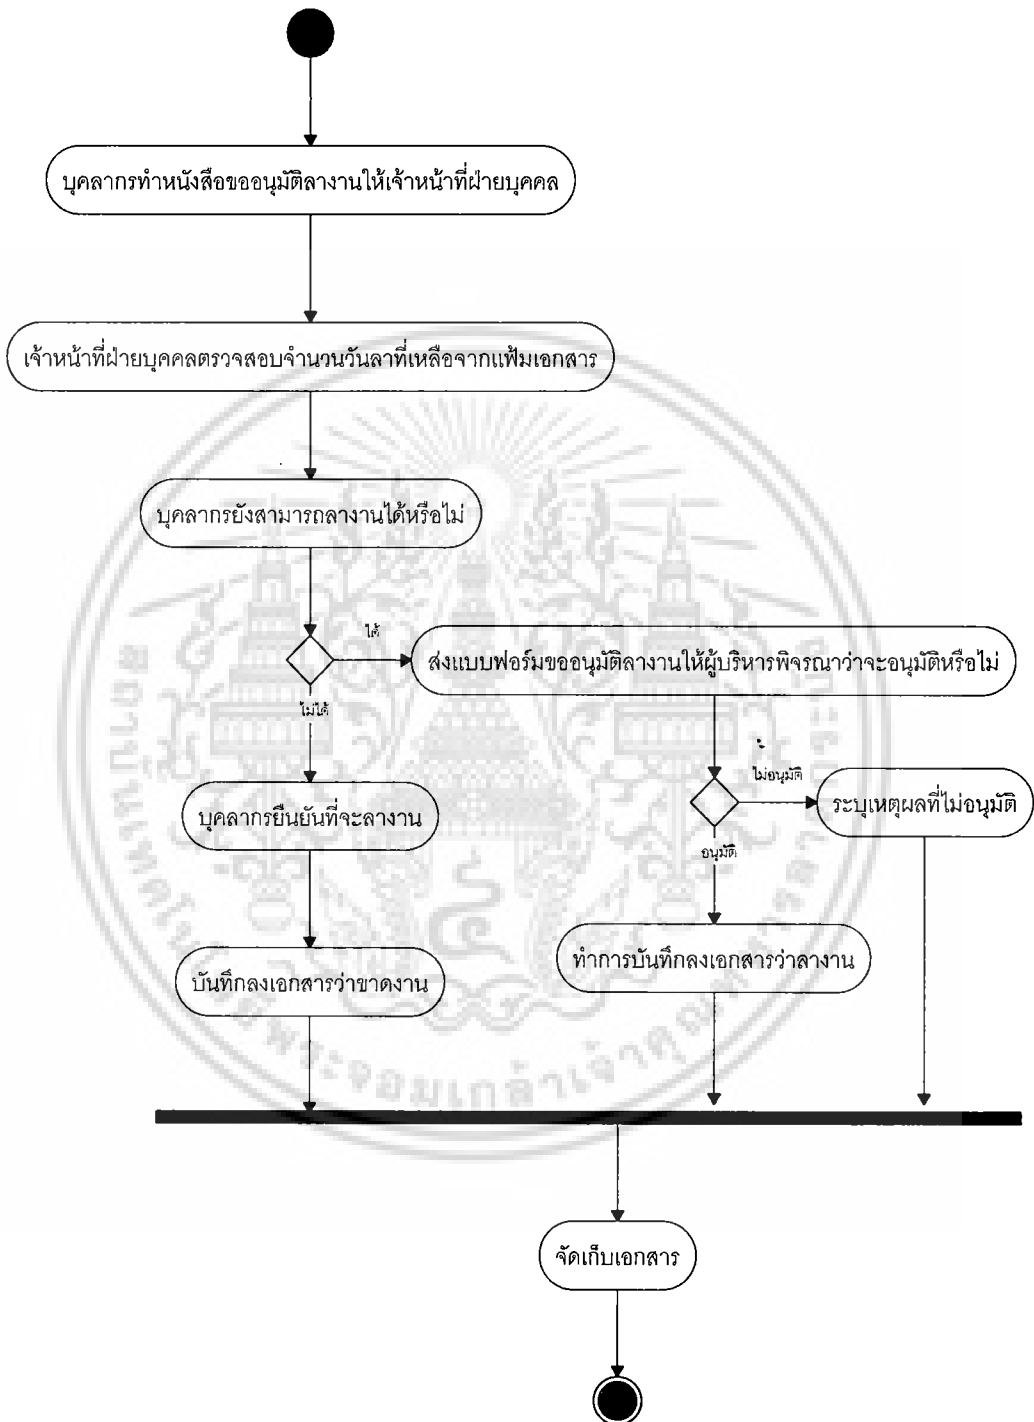 บุคลากรทำหนังสือขออนุมัติลางานให้เจ้าหน้าที่ฝ่ายบุคคล
เจ้าหน้าที่ฝ่ายบุคคลตรวจสอบจำนวนวันลาที่เหลือจากแฟ้มเอกสาร
บุคลากรยังสามารถลางานได้หรือไม่
ได้
ส่งแบบฟอร์มขออนุมัติลางานให้ผู้บริหารพิจรณาว่าจะอนุมัติหรือไม่
ไม่ได้
ไม่อนุมัติ
ระบุเหตุผลที่ไม่อนุมัติ
บุคลากรยืนยันที่จะลางาน
อนุมัติ
ทำการบันทึกลงเอกสารว่าลางาน
บันทึกลงเอกสารว่าขาดงาน
จัดเก็บเอกสาร